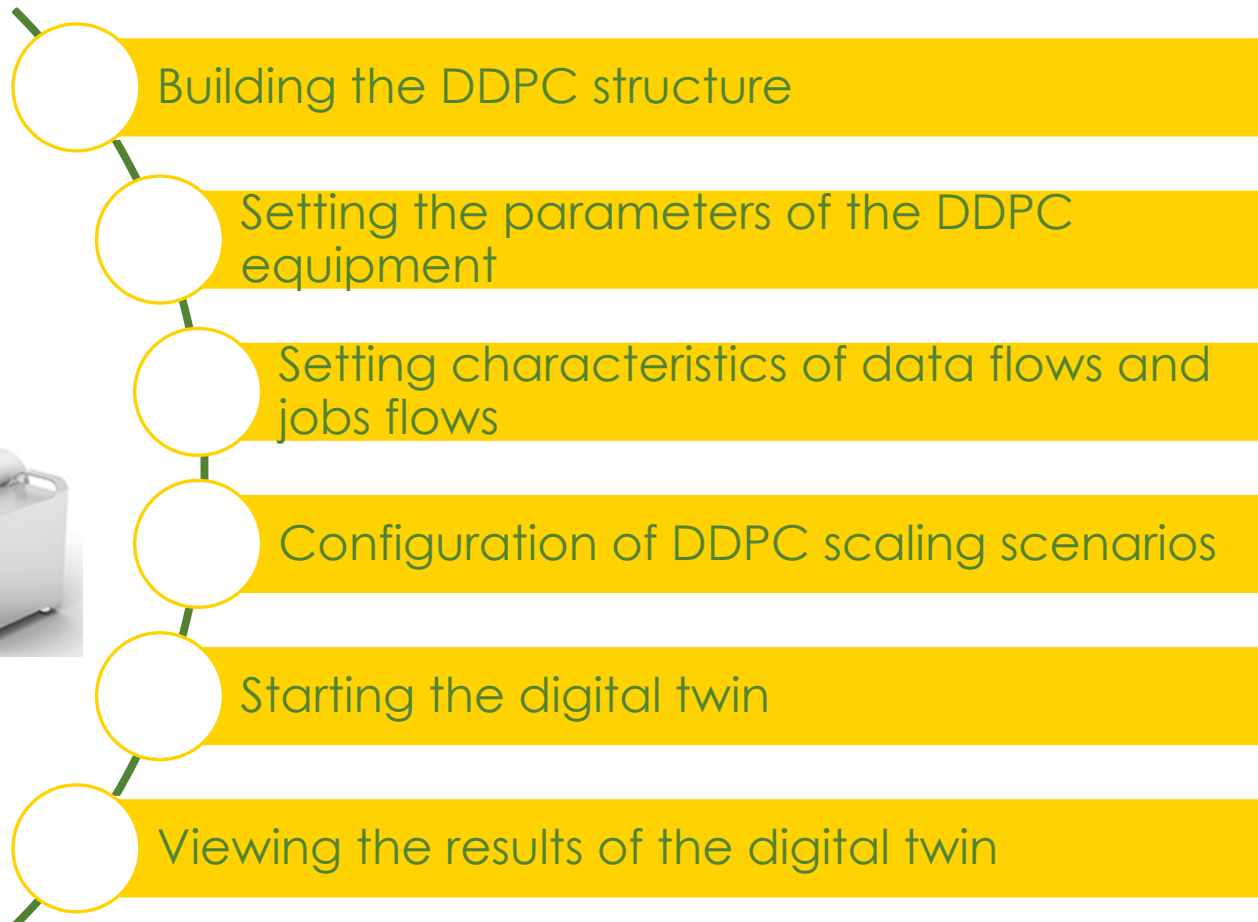 Building the DDPC structure
Setting the parameters of the DDPC
equipment
Setting characteristics of data flows and
jobs flows
Configuration of DDPC scaling scenarios
Starting the digital twin
Viewing the results of the digital twin